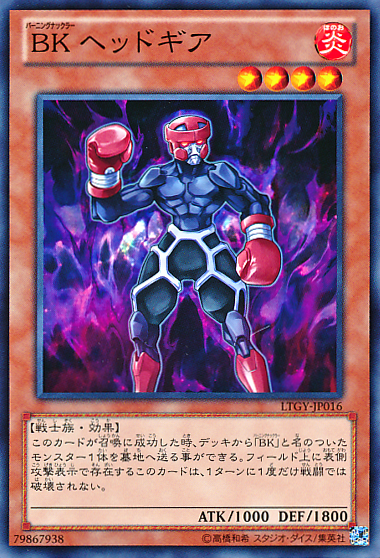 バーニングナックラー
BK ヘッドギア
ほのお
炎
LTGY-JP016
【戦士族・効果】
このカードが召喚に成功した時、デッキから「BK」と名のついた
モンスター1体を墓地へ送る事ができる。フィールド上に表側
攻撃表示で存在するこのカードは、1ターンに1度だけ戦闘では
破壊されない。
ATK/1000 DEF/1800
79867938
©高橋和希 スタジオ・ダイス/集英社